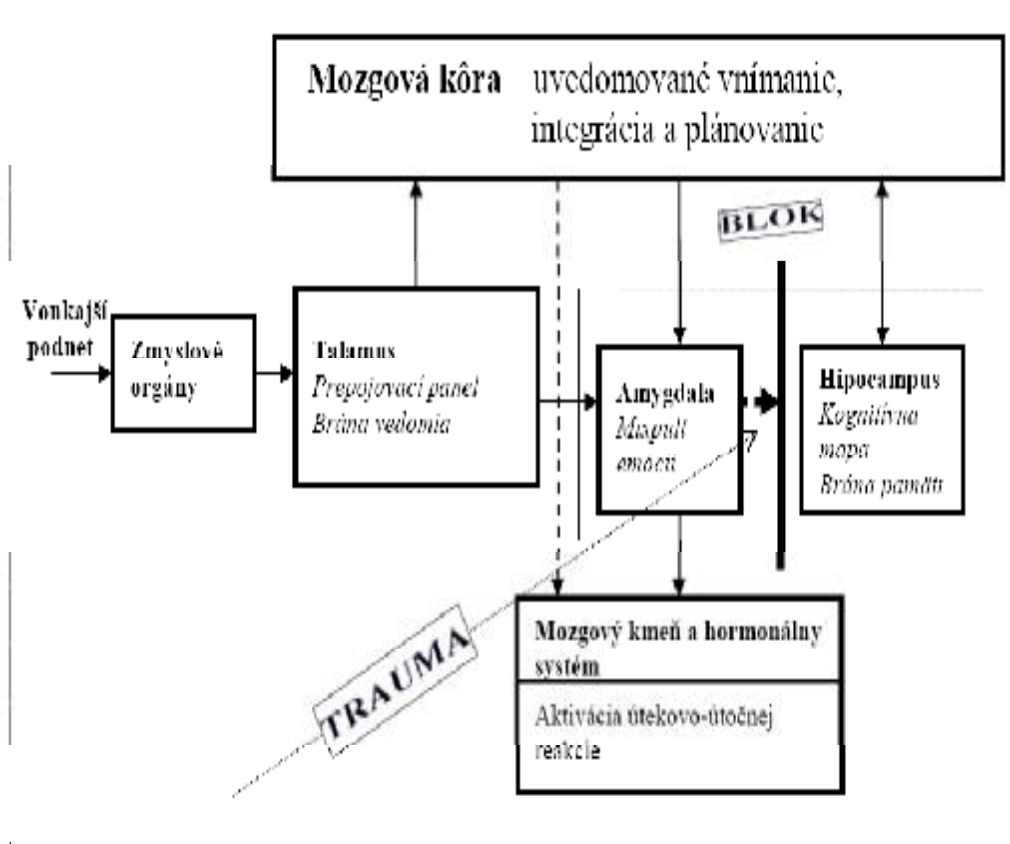 Mozgová kôra uvedomované vnímanie,
integrácia a plánovanie
BLOK
Vonkajší
podnet
Zmyslové
orgány
Talamus
Prepojovací panel
Brána vedomia
Amygdala
emócií
Hipocampus
Kognitívna
mapa
Brána pamäti
TRAUMA
Mozgový kmeň a hormonálny
systém
Aktivácia útekovo-útočnej
reakcie